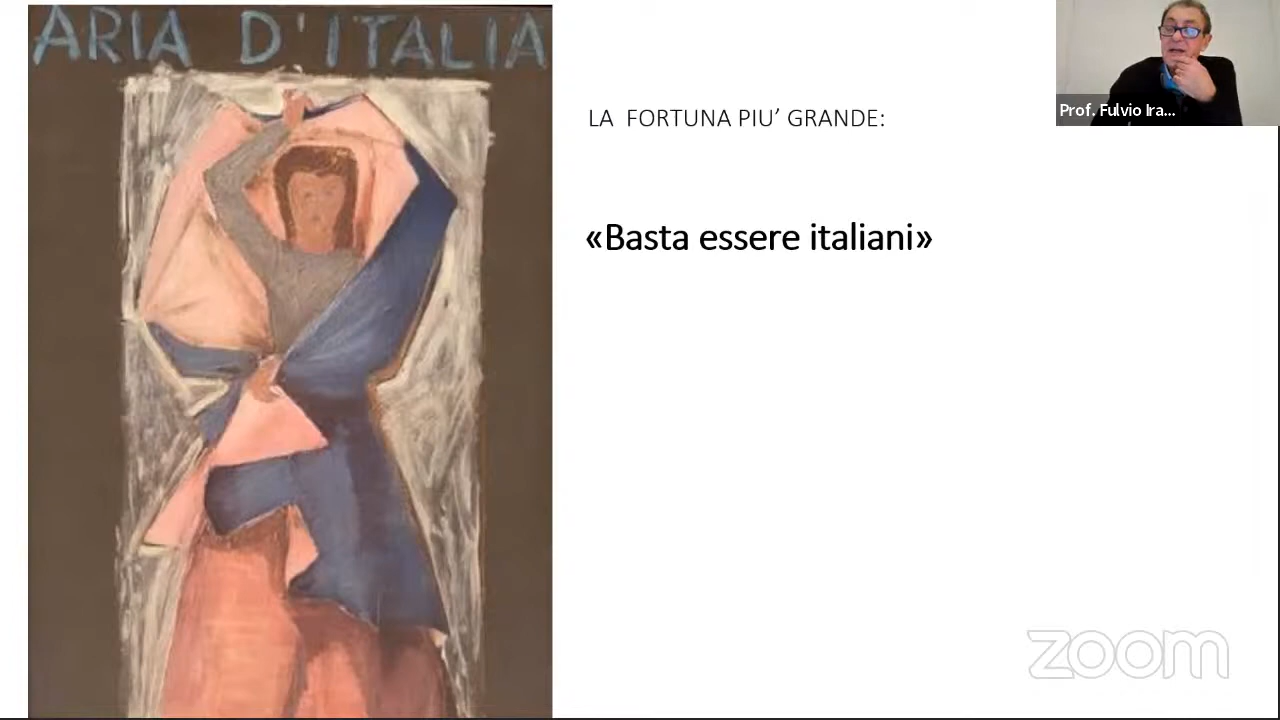 ARIA D'ITALIA
LA FORTUNA PIU’ GRANDE:
«Basta essere italiani»
Prof. Fulvio Ira...
zoom